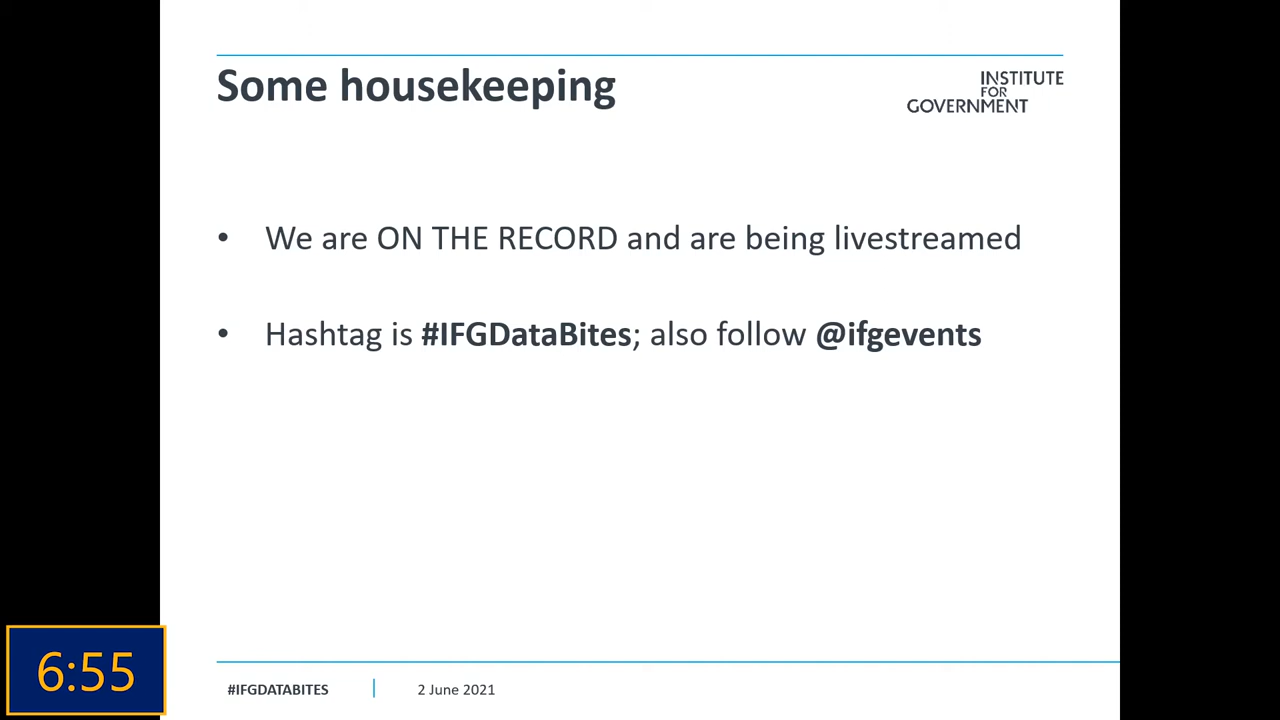 Some housekeeping
INSTITUTE
FOR
GOVERNMENT
• We are ON THE RECORD and are being livestreamed
• Hashtag is #IFGDataBites; also follow @ifgevents
6:55
#IFGDATABITES
2 June 2021